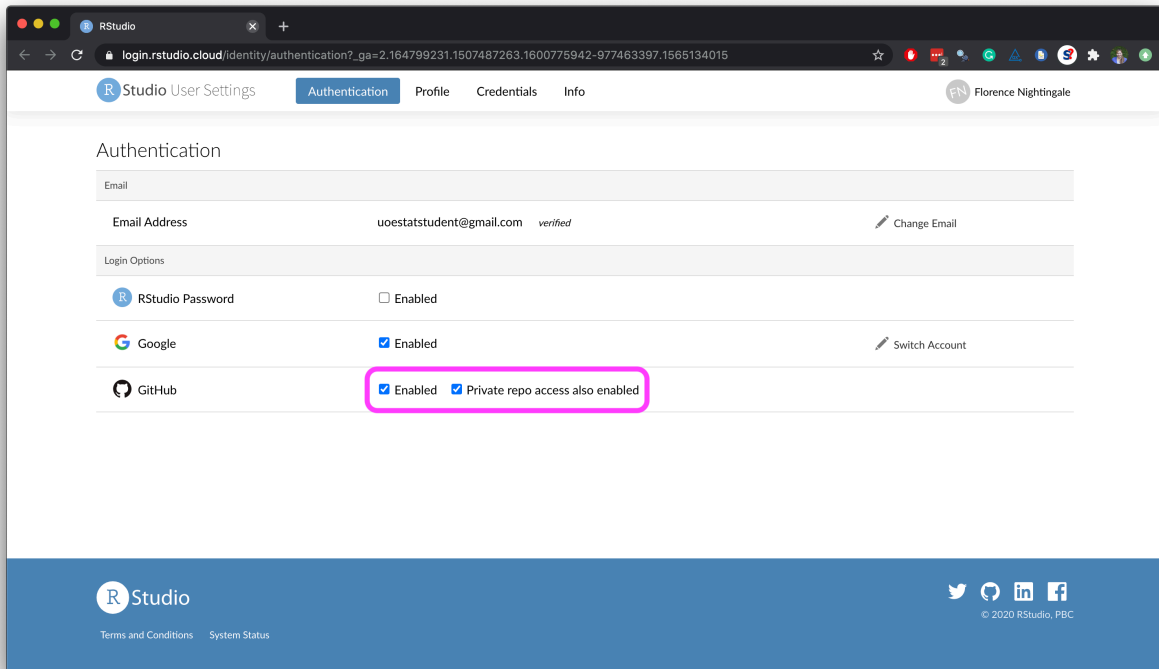 RStudio
login.rstudio.cloud/identity/authentication?_ga=2.164799231.1507487263.1600775942-977463397.1565134015
2
R Studio User Settings
Authentication
Profile
Credentials
Info
FN
Florence Nightingale
Authentication
Email
Email Address
uoestatstudent@gmail.com
verified
Change Email
Login Options
R RStudio Password
Enabled
Google
Enabled
Switch Account
GitHub
Enabled
Private repo access also enabled
R Studio
© 2020 RStudio, PBC
Terms and Conditions
System Status